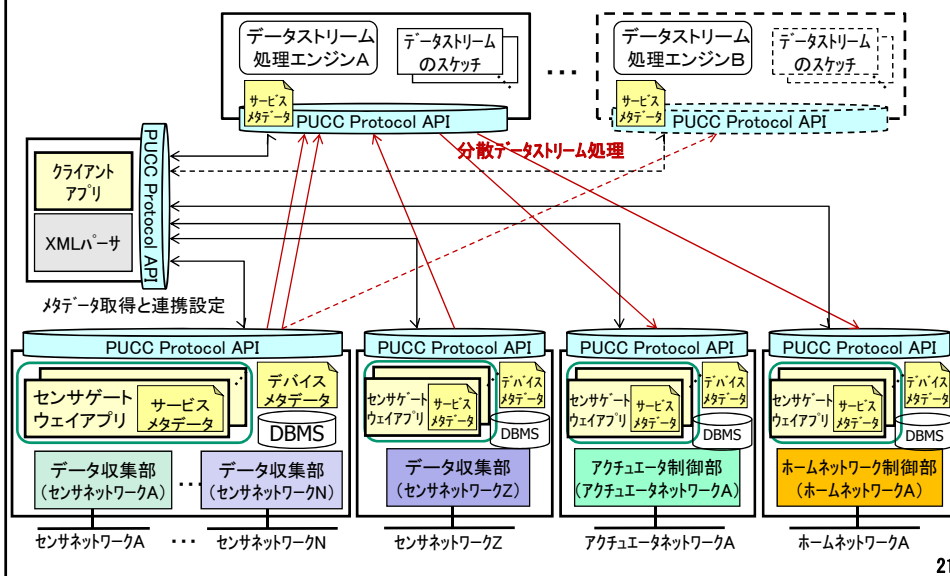 データストリーム
処理エンジンA
データストリーム
のスケッチ
サービス
メタデータ
PUCC Protocol API
・・・
データストリーム
処理エンジンB
データストリーム
のスケッチ
サービス
メタデータ
PUCC Protocol API
分散データストリーム処理
クライアント
アプリ
XMLパーサ
PUCC Protocol API
メタデータ取得と連携設定
PUCC Protocol API
センサゲート
ウェイアプリ
サービス
メタデータ
デバイス
メタデータ
DBMS
データ収集部
(センサネットワークA)
・・・
データ収集部
(センサネットワークN)
センサネットワークA
・・・
センサネットワークN
PUCC Protocol API
センサゲート
ウェイアプリ
サービス
メタデータ
デバイス
メタデータ
DBMS
データ収集部
(センサネットワークZ)
センサネットワークZ
PUCC Protocol API
センサゲート
ウェイアプリ
サービス
メタデータ
デバイス
メタデータ
DBMS
アクチュエータ制御部
(アクチュエータネットワークA)
アクチュエータネットワークA
PUCC Protocol API
センサゲート
ウェイアプリ
サービス
メタデータ
デバイス
メタデータ
DBMS
ホームネットワーク制御部
(ホームネットワークA)
ホームネットワークA
21